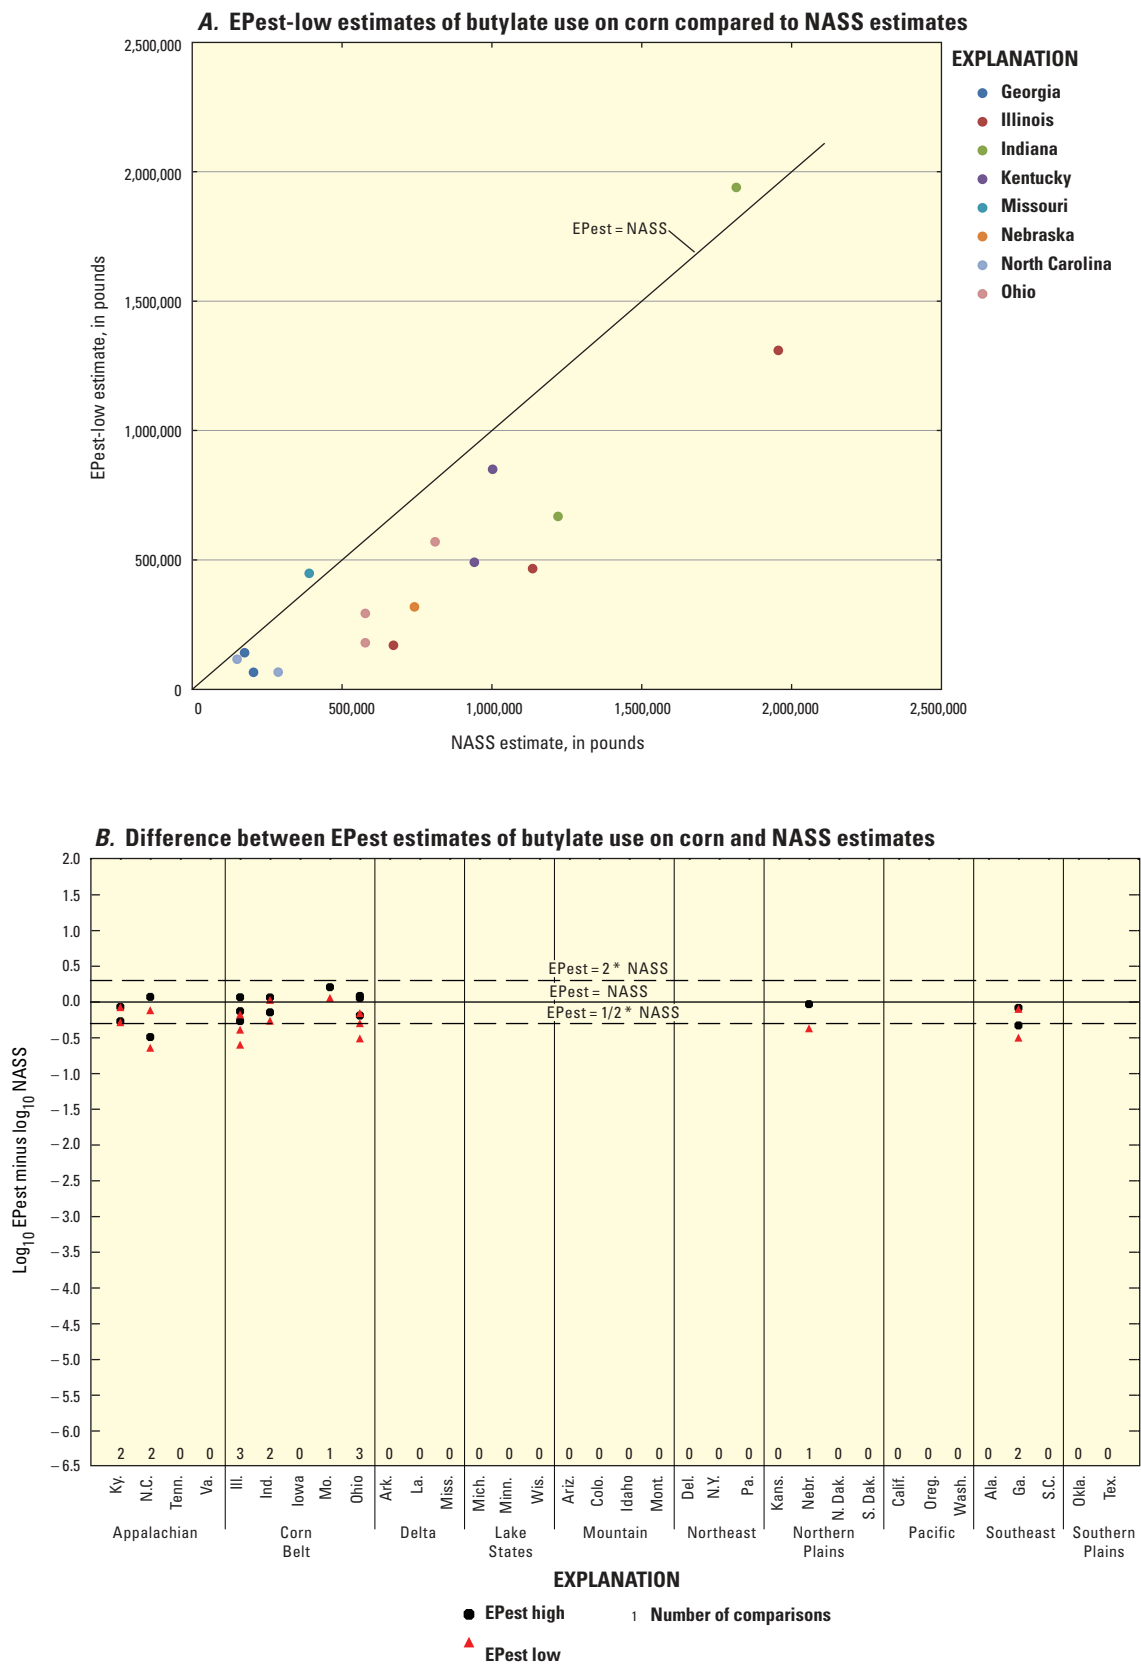 A. EPest-low estimates of butylate use on corn compared to NASS estimates
2,500,000
2,000,000
1,500,000
1,000,000
500,000
0
EPest-low estimate, in pounds
EPest = NASS
0 500,000 1,000,000 1,500,000 2,000,000 2,500,000
NASS estimate, in pounds
EXPLANATION
Georgia
Illinois
Indiana
Kentucky
Missouri
Nebraska
North Carolina
Ohio
B. Difference between EPest estimates of butylate use on corn and NASS estimates
2.0
1.5
1.0
0.5
0.0
−0.5
−1.0
−1.5
−2.0
−2.5
−3.0
−3.5
−4.0
−4.5
−5.0
−5.5
−6.0
−6.5
Log10 EPest minus log10 NASS
EPest = 2 * NASS
EPest = NASS
EPest = 1/2 * NASS
2 2 0 0 3 2 0 1 3 0 0 0 0 0 0 0 0 0 0 0 0 0 0 1 0 0 0 0 0 0 2 0 0 0
Ky. N.C. Tenn. Va. Ill. Ind. Iowa Mo. Ohio Ark. La. Miss. Mich. Minn. Wis. Ariz. Colo. Idaho Mont. Del. N.Y. Pa. Kans. Nebr. N. Dak. S. Dak. Calif. Oreg. Wash. Ala. Ga. S.C. Okla. Tex.
Appalachian Corn Delta Lake Mountain Northeast Northern Pacific Southeast Southern
Belt States Plains Plains
EXPLANATION
EPest high 1 Number of comparisons
EPest low